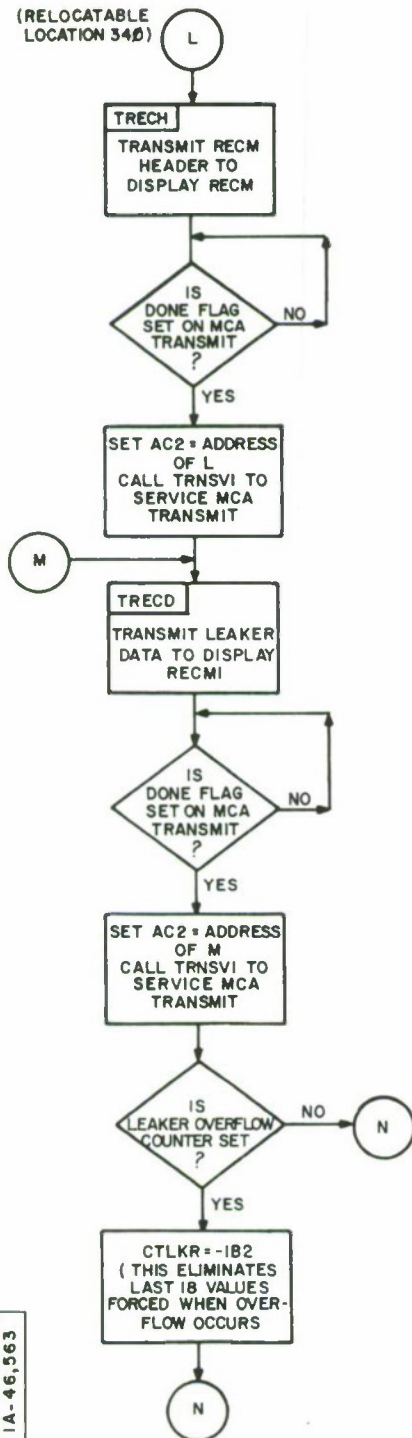 (RELOCATABLE
LOCATION 340)
L
TRECH
TRANSMIT RECM
HEADER TO
DISPLAY RECM
IS
DONE FLAG
SET ON MCA
TRANSMIT
?
NO
YES
SET AC2 = ADDRESS
OF L
CALL TRNSVI TO
SERVICE MCA
TRANSMIT
M
TRECD
TRANSMIT LEAKER
DATA TO DISPLAY
RECMI
IS
DONE FLAG
SET ON MCA
TRANSMIT
?
NO
YES
SET AC2 = ADDRESS
OF M
CALL TRNSVI TO
SERVICE MCA
TRANSMIT
IS
LEAKER OVERFLOW
COUNTER SET
?
NO
N
YES
CTLKR = -182
( THIS ELIMINATES
LAST 18 VALUES
FORCED WHEN OVER-
FLOW OCCURS
N
IA-46,563